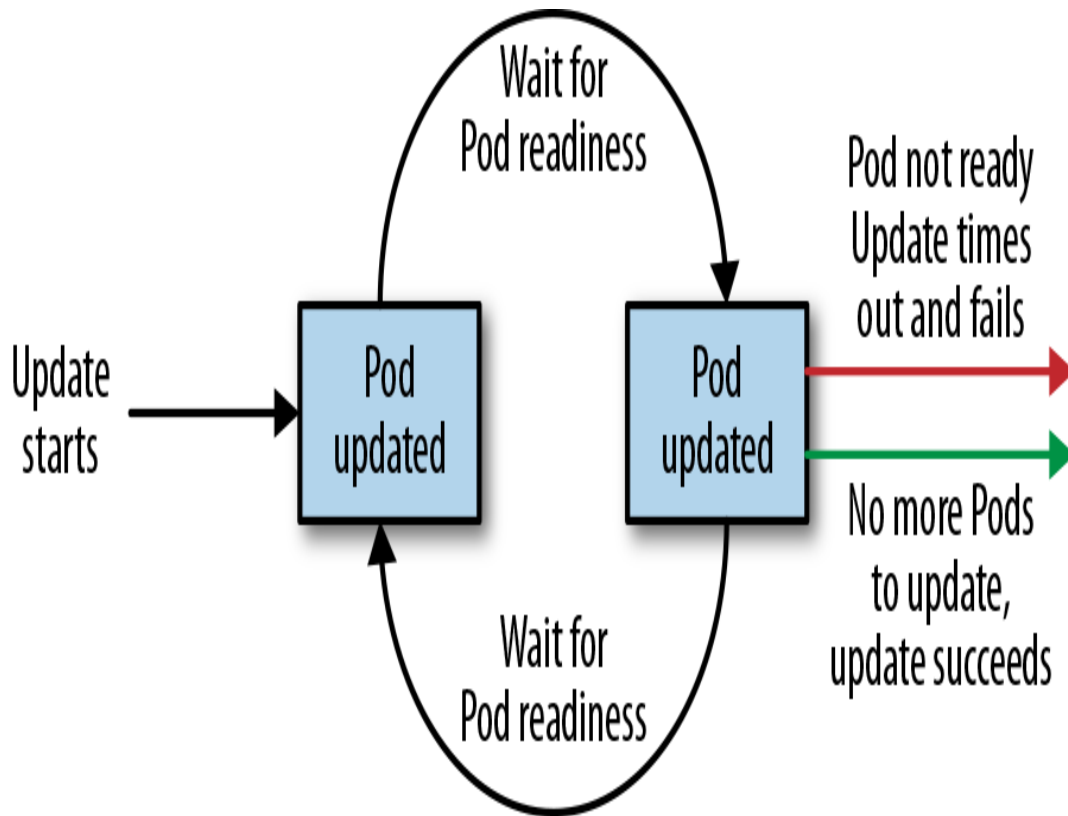 Update
starts
Wait for
Pod readiness
Pod
updated
Pod
updated
Wait for
Pod readiness
Pod not ready
Update times
out and fails
No more Pods
to update,
update succeeds